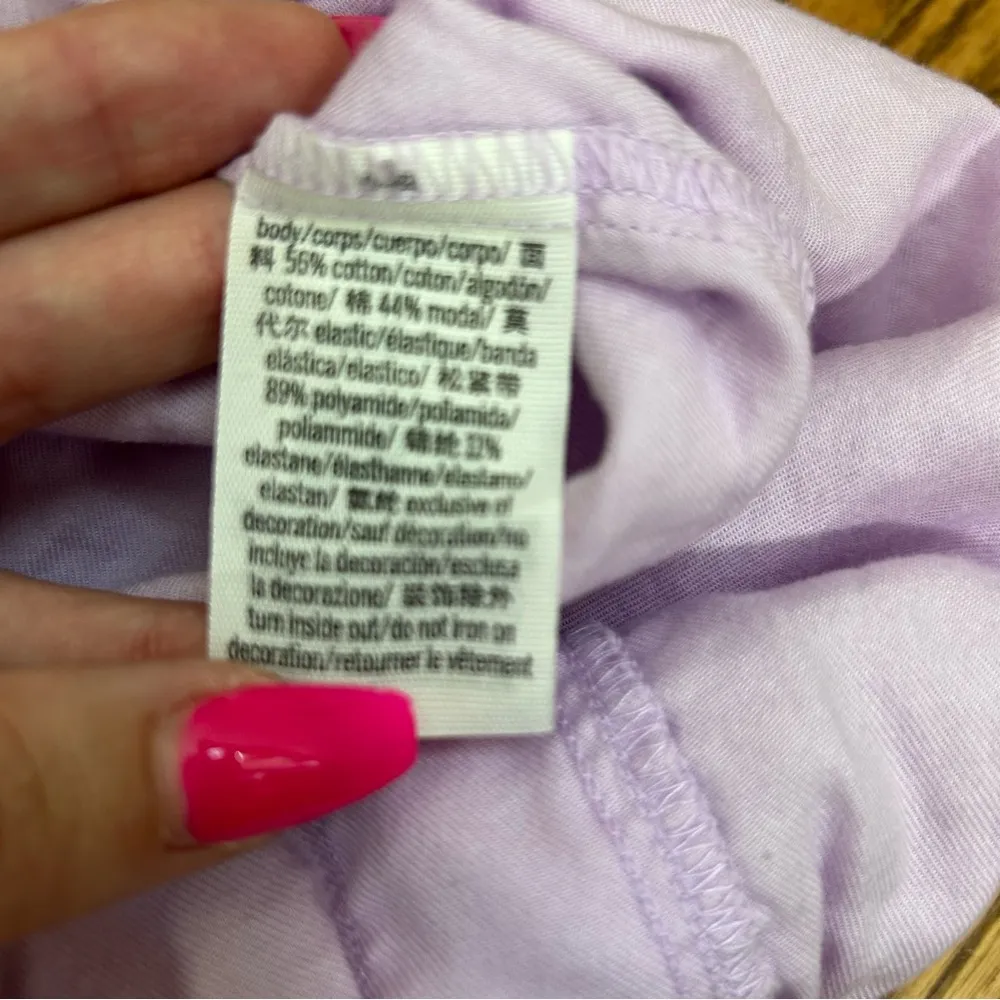 body/corps/cuerpo/corpo/ 面
料 56% cotton/coton/algodón/
cotone/ 棉 44% modal/ 莫
代尔 elastic/élastique/banda
elástica/elastico/ 松紧带
89% polyamide/poliamida/
poliammide/ 锦纶 11%
elastane/élasthanne/elastano/
elastan/ 氨纶 exclusive of
decoration/sauf décoration/no
incluye la decoración/esclusa
la decorazione/ 装饰除外
turn inside out/do not iron on
decoration/retourner le vêtement